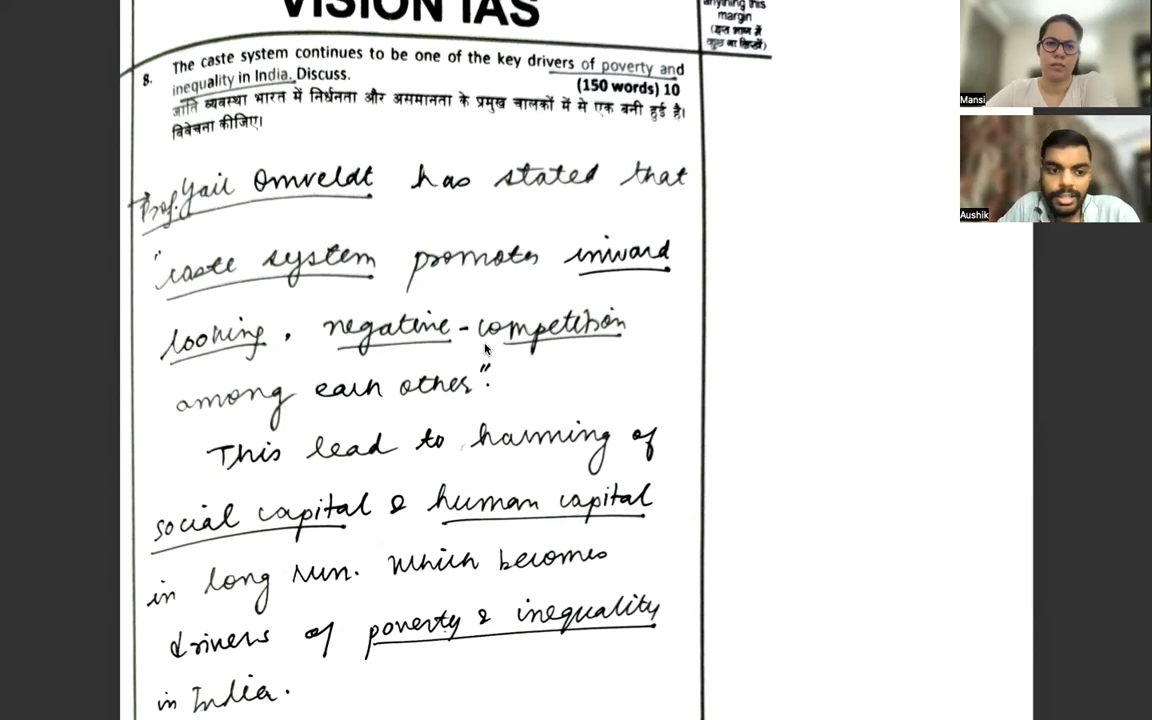 VISION IAS
anything this
margin
(इस भाग में
कुछ ना लिखें)
8. The caste system continues to be one of the key drivers of poverty and
inequality in India. Discuss.
(150 words) 10
जाति व्यवस्था भारत में निर्धनता और असमानता के प्रमुख चालकों में से एक बनी हुई है।
विवेचना कीजिए।
Prof. Gail Omveldt has stated that
"caste system promotes inward
looking, negative-competition
among each other".
This lead to harming of
social capital & human capital
in long run. Which becomes
drivers of poverty & inequality
in India.
Mansi
Aushik